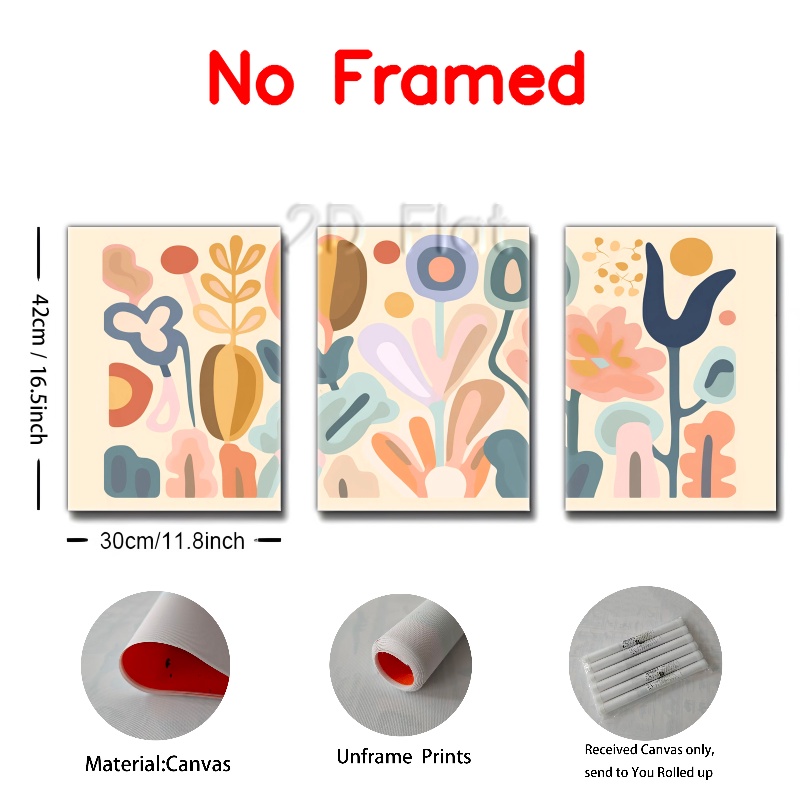 No Framed
2D Flat
42cm / 16.5inch
30cm/11.8inch
Material:Canvas
Unframe Prints
Received Canvas only,
send to You Rolled up